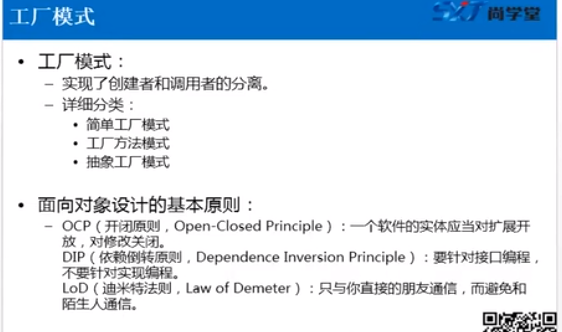 工厂模式
SXT 尚学堂
• 工厂模式：
– 实现了创建者和调用者的分离。
– 详细分类：
• 简单工厂模式
• 工厂方法模式
• 抽象工厂模式
• 面向对象设计的基本原则：
– OCP（开闭原则，Open-Closed Principle）：一个软件的实体应当对扩展开
放，对修改关闭。
DIP（依赖倒转原则，Dependence Inversion Principle）：要针对接口编程，
不要针对实现编程。
LoD（迪米特法则，Law of Demeter）：只与你直接的朋友通信，而避免和
陌生人通信。